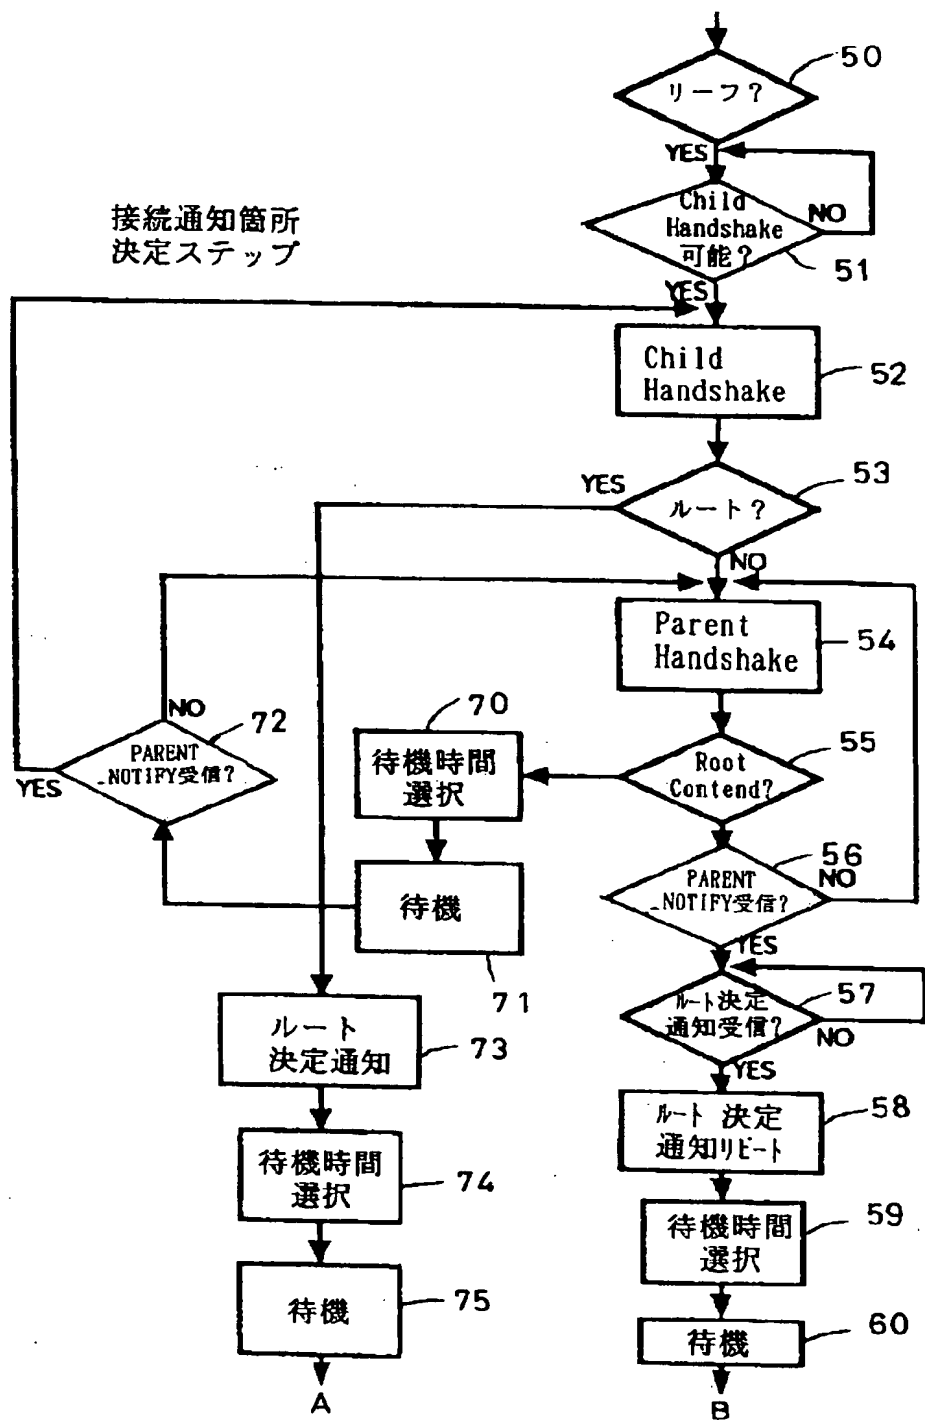 50
リーフ?
YES
接続通知箇所
決定ステップ
Child
Handshake
可能?
NO
51
YES
Child
Handshake
52
YES
53
ルート?
NO
Parent
Handshake
54
NO
72
PARENT
_NOTIFY受信?
YES
70
待機時間
選択
55
Root
Contend?
56
PARENT
_NOTIFY受信?
NO
YES
待機
71
57
ルート決定
通知受信?
NO
YES
ルート
決定通知
73
ルート 決定
通知リピート
58
待機時間
選択
74
待機時間
選択
59
待機
75
待機
60
A
B